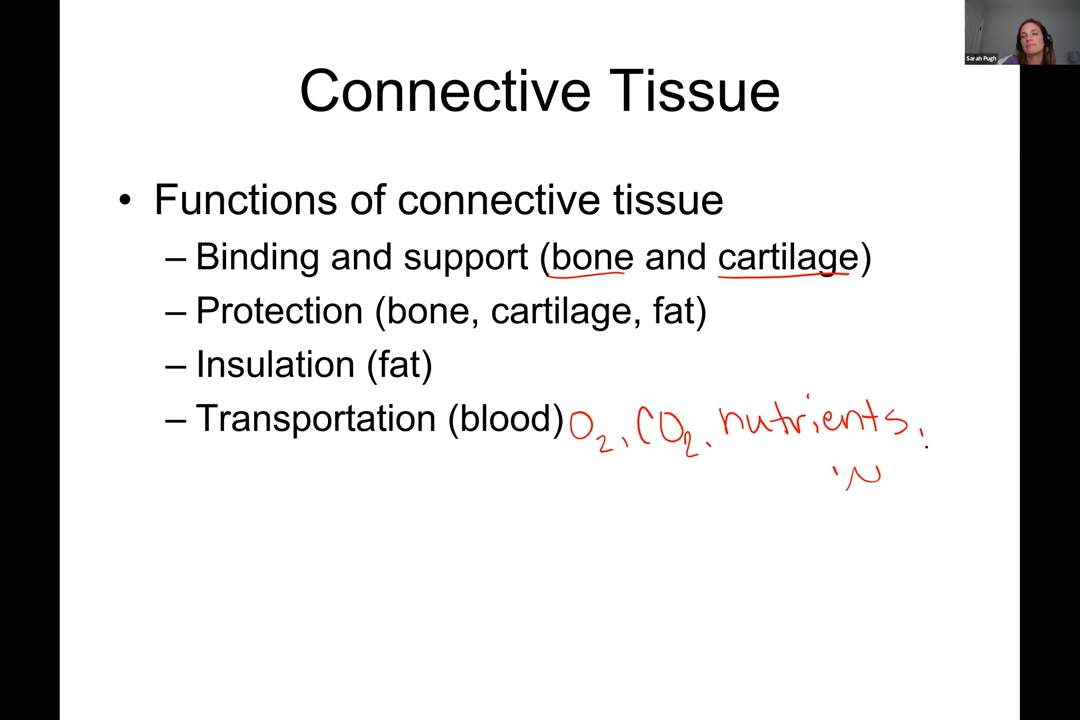 Sarah Pugh
Connective Tissue
• Functions of connective tissue
– Binding and support (bone and cartilage)
– Protection (bone, cartilage, fat)
– Insulation (fat)
– Transportation (blood) O₂, CO₂, nutrients,